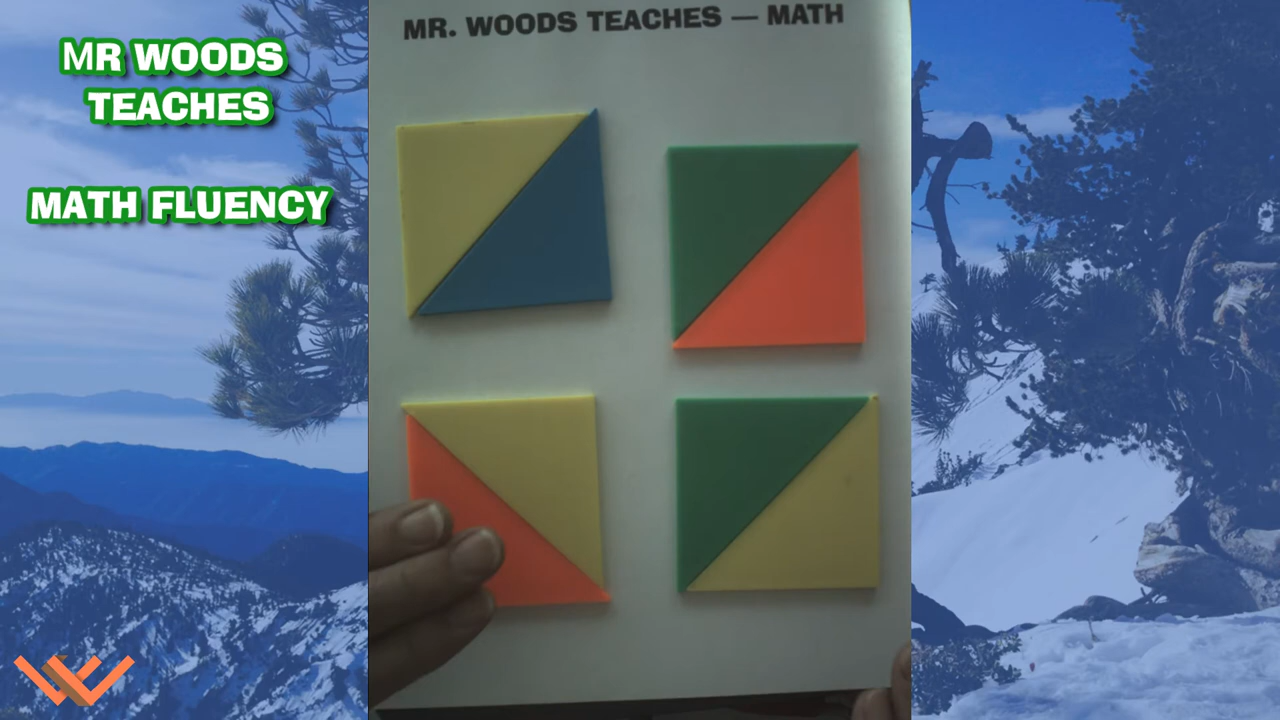 MR WOODS
TEACHES
MATH FLUENCY
MR. WOODS TEACHES — MATH